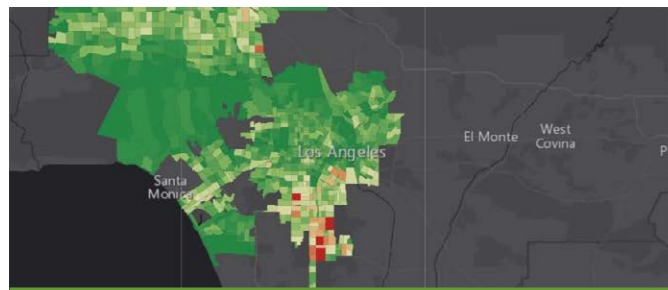 El Monte
West
Covina
Los Angeles
Santa
Monica
P